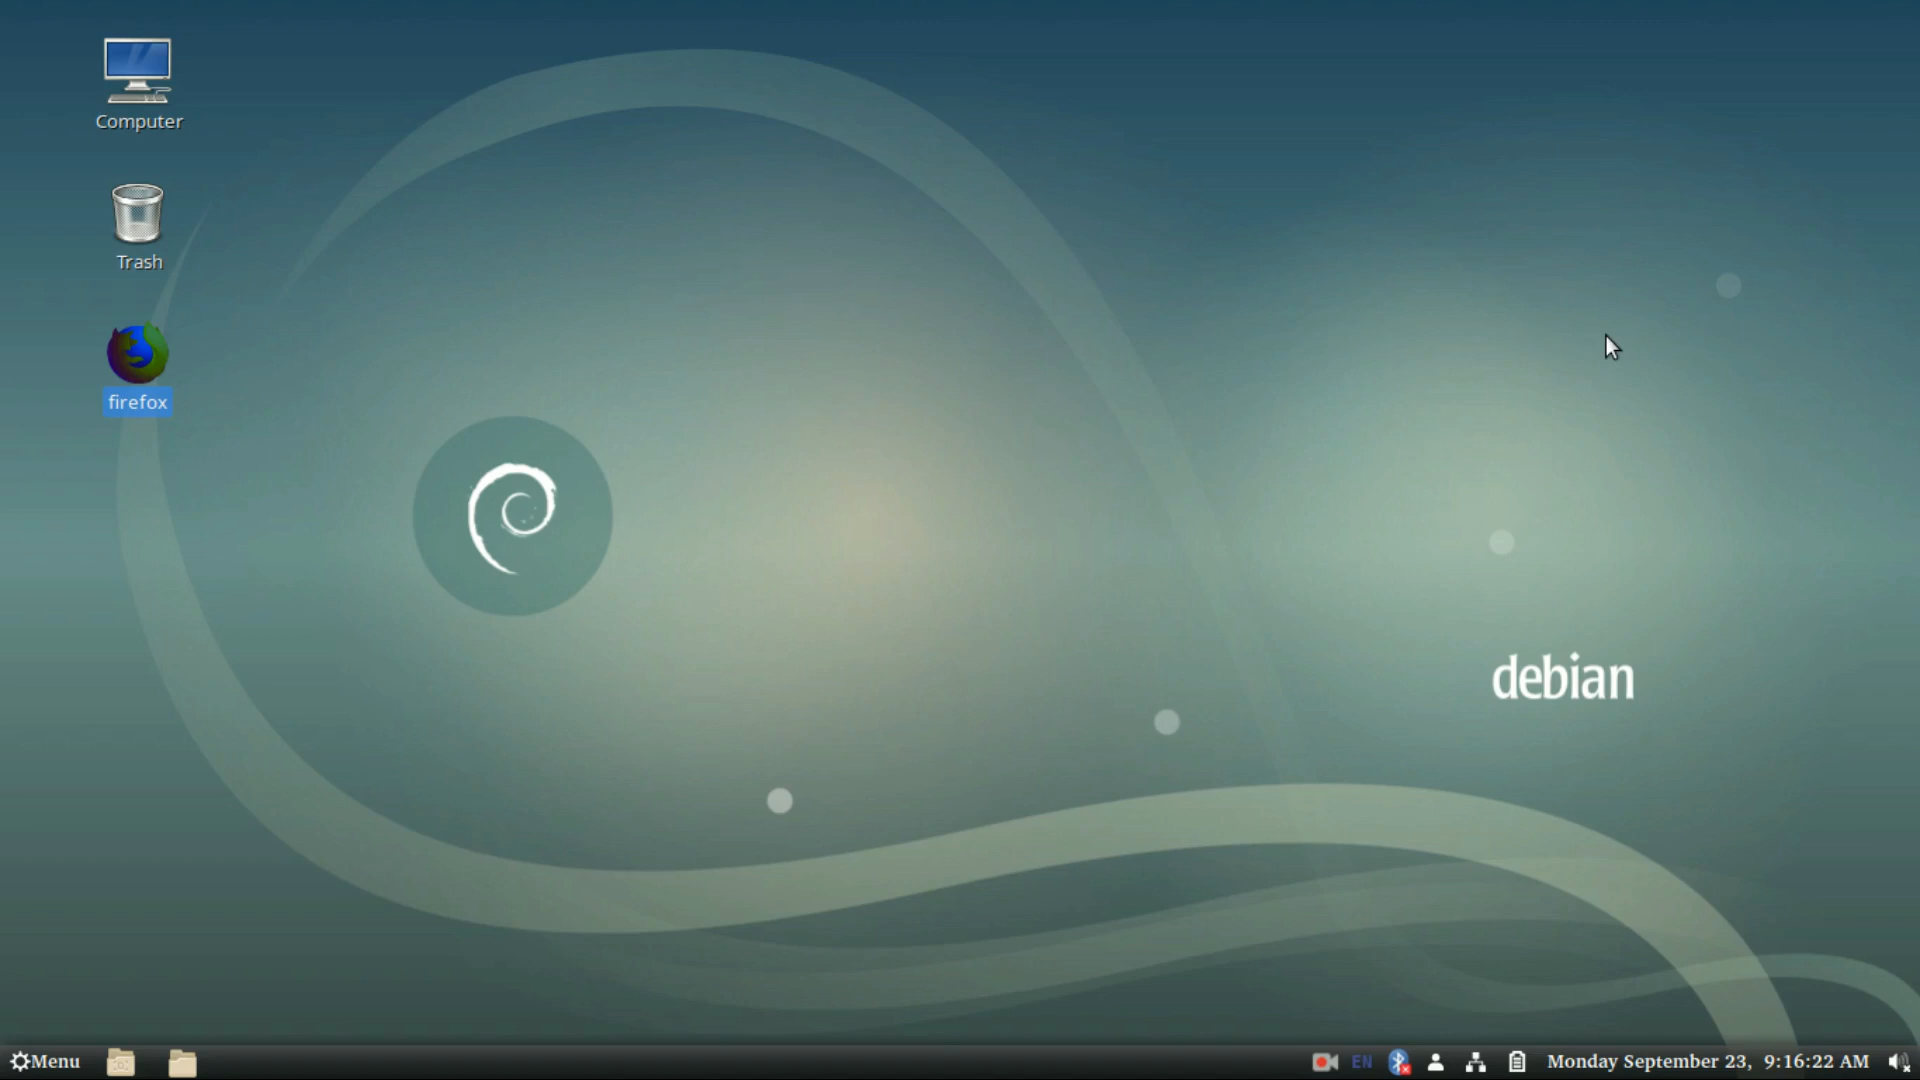 Computer
Trash
firefox
debian
Menu
EN
Monday September 23, 9:16:22 AM